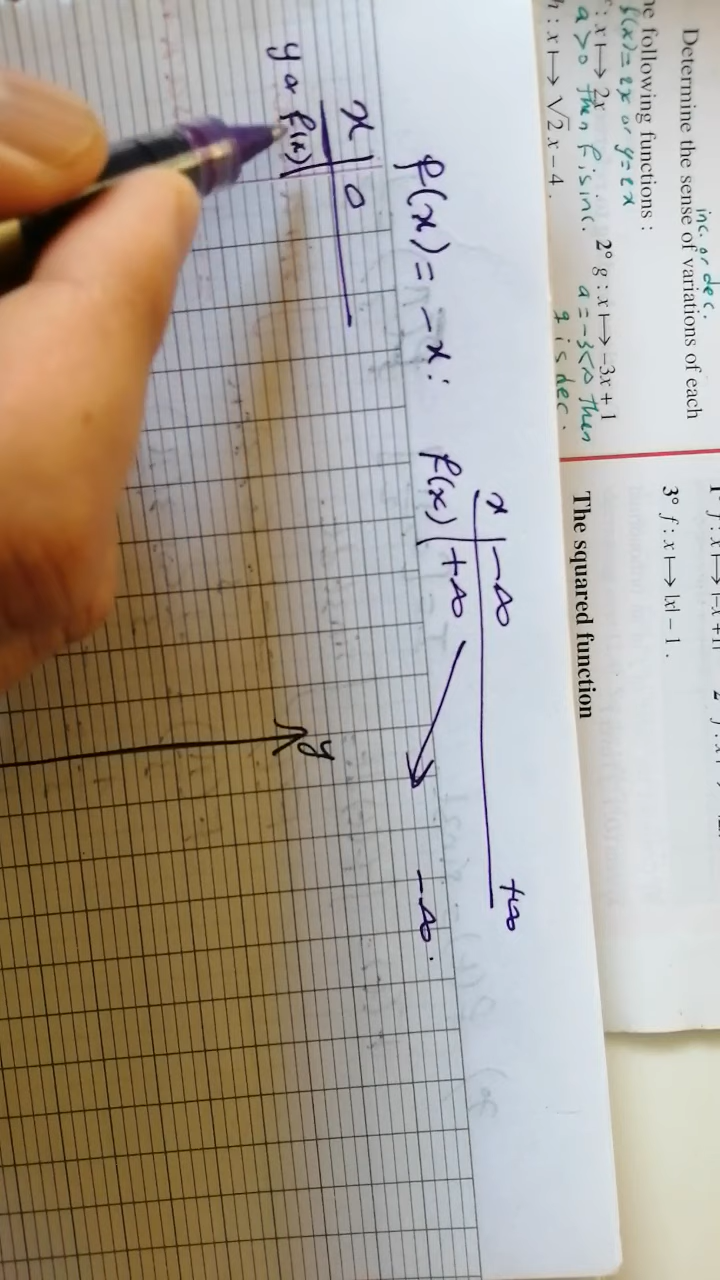 inc. or dec.
Determine the sense of variations of each
following functions :
f(x) = 2x or y = 2x
: x ⟼ 2x
2° g : x ⟼ −3x + 1
a > 0 then f is inc.
a = −3 < 0 then
h : x ⟼ √2 x − 4 .
g is dec.
3° f : x ⟼ |x| − 1 .
The squared function
f(x) = −x :
x | −∞ +∞
f(x) | +∞ −∞ .
x | 0
y or f(x)
y